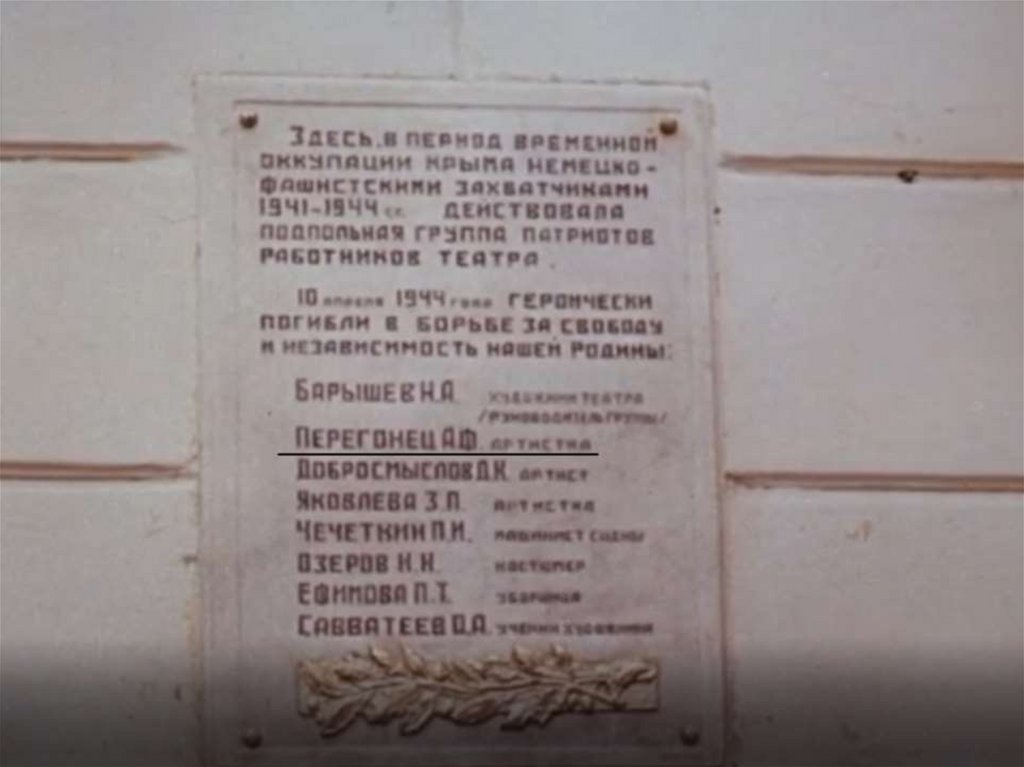 Здесь, в период временной
оккупации Крыма немецко-
фашистскими захватчиками
1941-1944 гг. действовала
подпольная группа патриотов
работников театра.
10 апреля 1944 года героически
погибли в борьбе за свободу
и независимость нашей Родины:
Барышев Н.А. художник театра
/руководитель группы/
Перегонец А.Ф. артистка
Добросмыслов Д.К. артист
Яковлева З.П. артистка
Чечеткин П.И. машинист сцены
Озеров Н.Н. костюмер
Ефимова П.Т. уборщица
Савватеев О.А. ученик художника